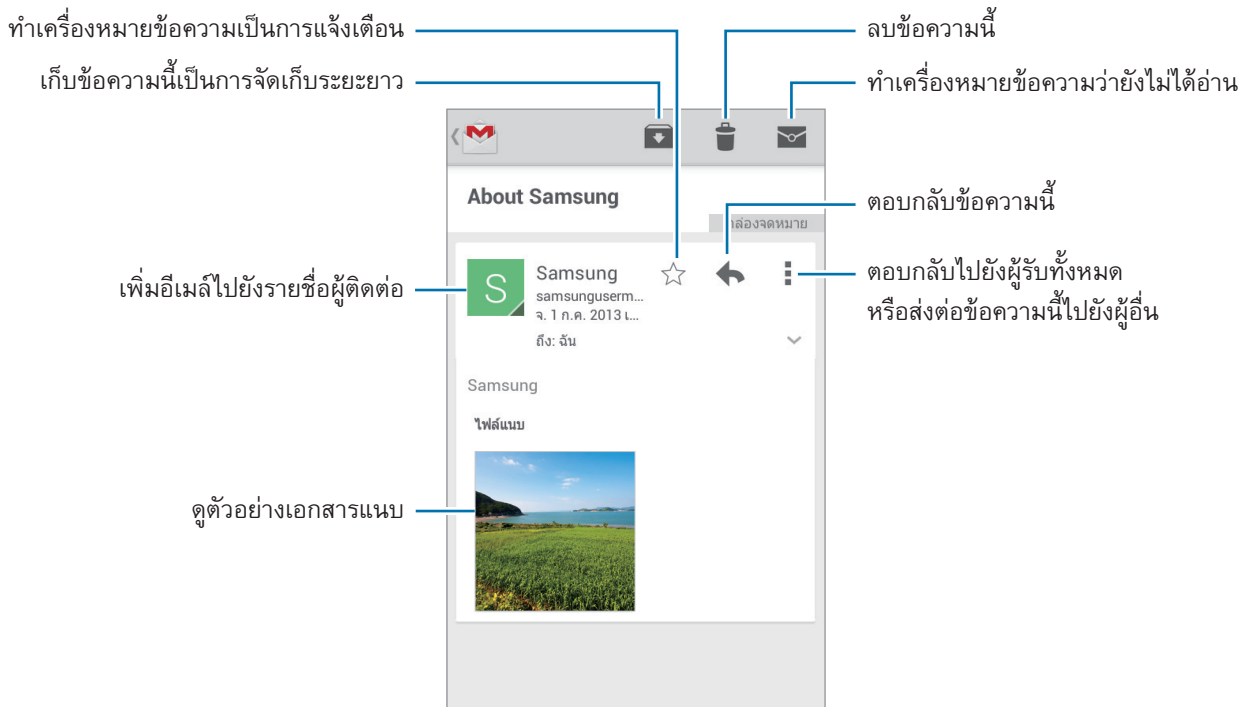 ทำเครื่องหมายข้อความเป็นการแจ้งเตือน
เก็บข้อความนี้เป็นการจัดเก็บระยะยาว
ลบข้อความนี้
ทำเครื่องหมายข้อความว่ายังไม่ได้อ่าน
About Samsung
ตอบกลับข้อความนี้
กล่องจดหมาย
เพิ่มอีเมล์ไปยังรายชื่อผู้ติดต่อ
S
Samsung
samsunguserm...
จ. 1 ก.ค. 2013 เ...
ถึง: ฉัน
ตอบกลับไปยังผู้รับทั้งหมด
หรือส่งต่อข้อความนี้ไปยังผู้อื่น
Samsung
ไฟล์แนบ
ดูตัวอย่างเอกสารแนบ